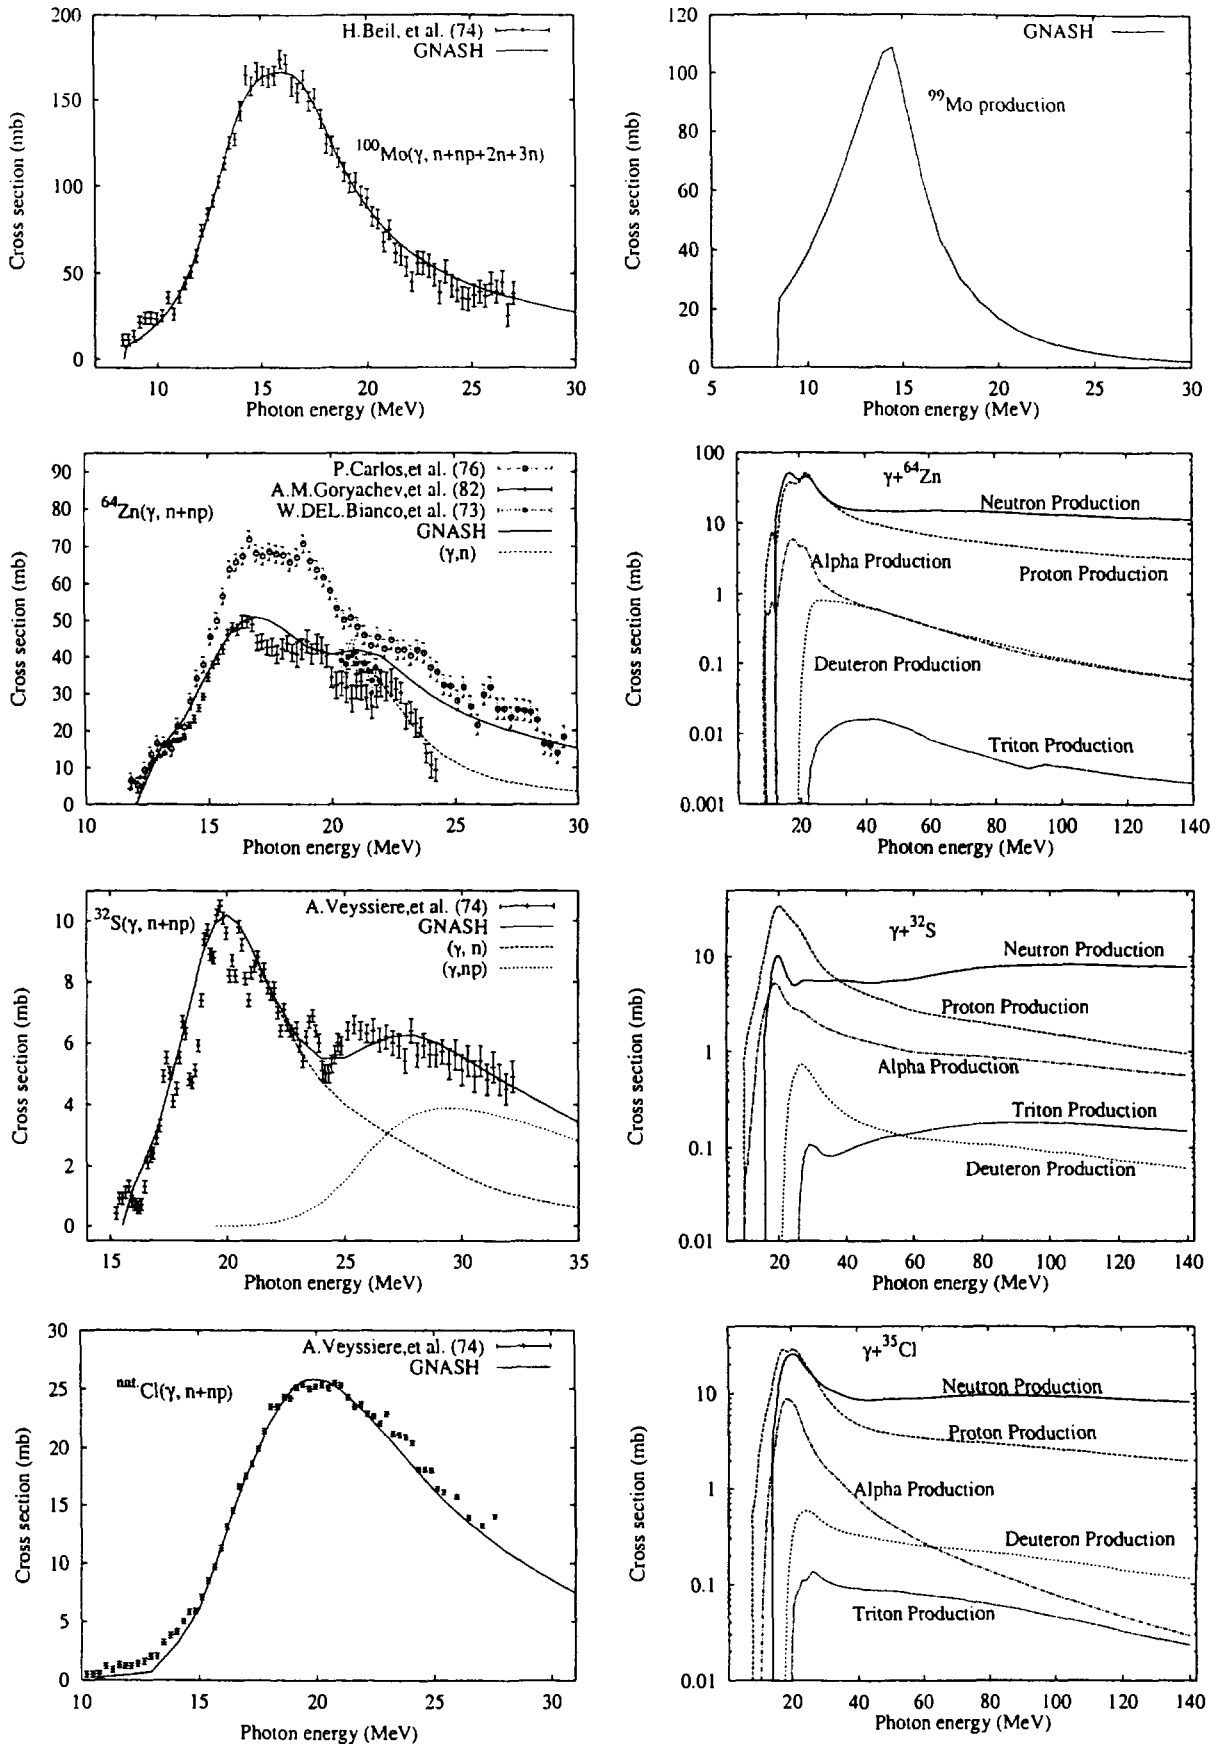 H.Beil, et al. (74)
GNASH
¹⁰⁰Mo(γ, n+np+2n+3n)
Cross section (mb)
200
150
100
50
0
10 15 20 25 30
Photon energy (MeV)
GNASH
⁹⁹Mo production
Cross section (mb)
120
100
80
60
40
20
0
5 10 15 20 25 30
Photon energy (MeV)
P.Carlos,et al. (76)
A.M.Goryachev,et al. (82)
W.DEL.Bianco,et al. (73)
GNASH
(γ,n)
⁶⁴Zn(γ, n+np)
Cross section (mb)
90
80
70
60
50
40
30
20
10
0
10 15 20 25 30
Photon energy (MeV)
γ+⁶⁴Zn
Neutron Production
Alpha Production
Proton Production
Deuteron Production
Triton Production
Cross section (mb)
100
10
1
0.1
0.01
0.001
20 40 60 80 100 120 140
Photon energy (MeV)
³²S(γ, n+np)
A.Veyssiere,et al. (74)
GNASH
(γ, n)
(γ,np)
Cross section (mb)
10
8
6
4
2
0
15 20 25 30 35
Photon energy (MeV)
γ+³²S
Neutron Production
Proton Production
Alpha Production
Triton Production
Deuteron Production
Cross section (mb)
10
1
0.1
0.01
20 40 60 80 100 120 140
Photon energy (MeV)
A.Veyssiere,et al. (74)
GNASH
ⁿᵃᵗ·Cl(γ, n+np)
Cross section (mb)
30
25
20
15
10
5
0
10 15 20 25 30
Photon energy (MeV)
γ+³⁵Cl
Neutron Production
Proton Production
Alpha Production
Deuteron Production
Triton Production
Cross section (mb)
10
1
0.1
0.01
20 40 60 80 100 120 140
Photon energy (MeV)